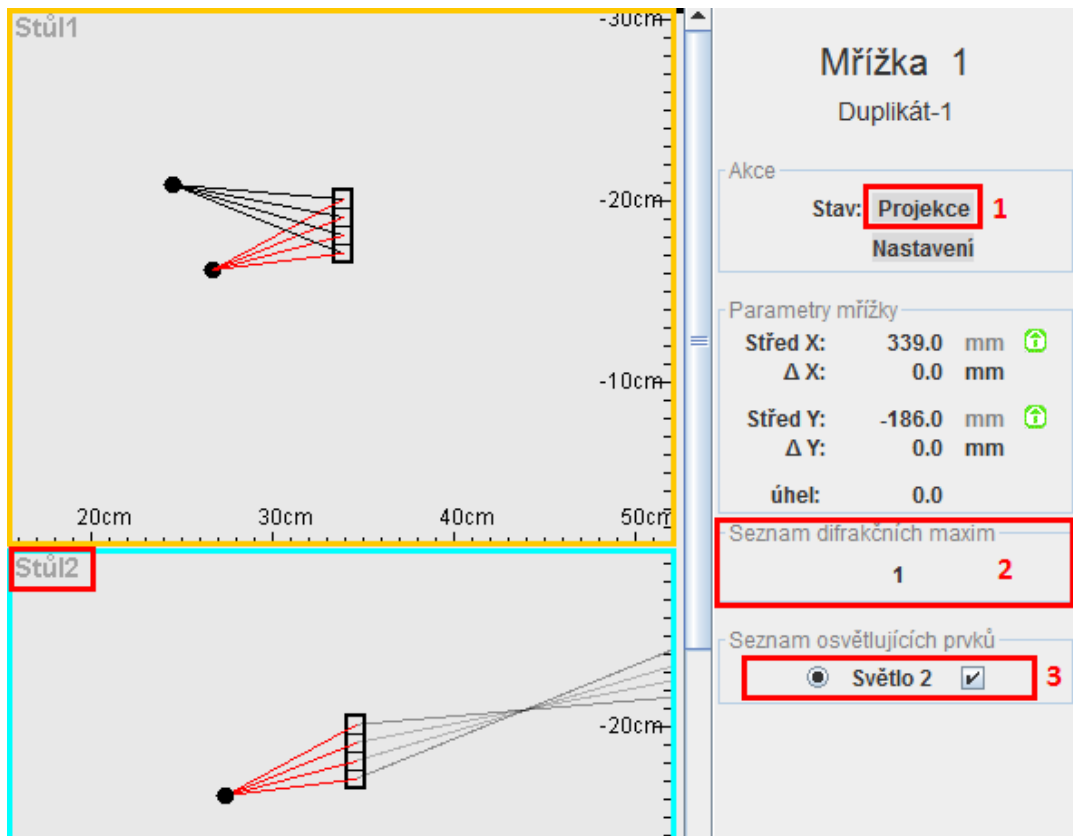 Stůl1
-30cm
-20cm
-10cm
20cm 30cm 40cm 50cm
Stůl2
-20cm
Mřížka 1
Duplikát-1
Akce
Stav: Projekce 1
Nastavení
Parametry mřížky
Střed X: 339.0 mm
Δ X: 0.0 mm
Střed Y: -186.0 mm
Δ Y: 0.0 mm
úhel: 0.0
Seznam difrakčních maxim
1 2
Seznam osvětlujících prvků
Světlo 2 3